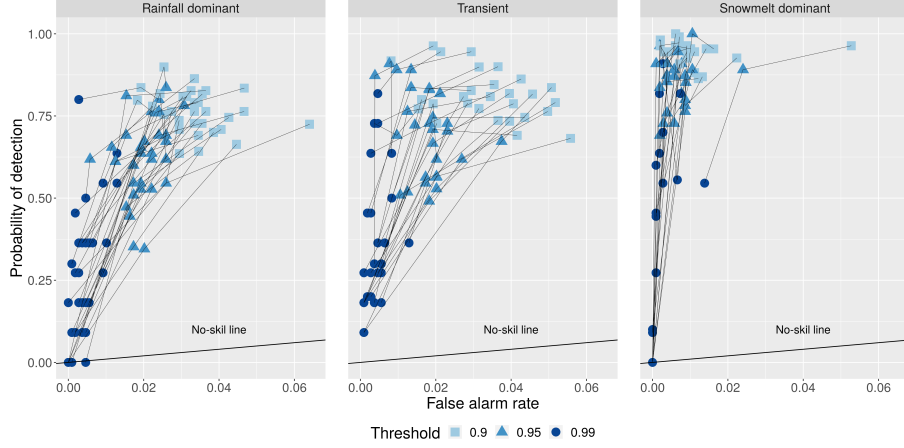 Rainfall dominant Transient Snowmelt dominant
1.00
0.75
0.50
0.25
0.00
Probability of detection
No-skil line No-skil line No-skil line
0.00 0.02 0.04 0.06 0.00 0.02 0.04 0.06 0.00 0.02 0.04 0.06
False alarm rate
Threshold 0.9 0.95 0.99